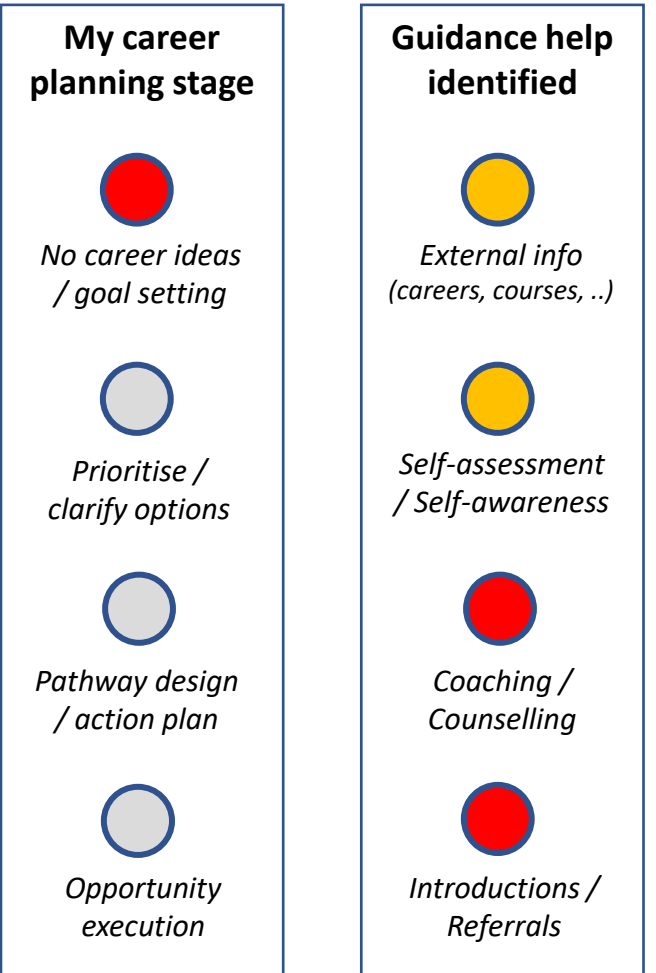 My career
planning stage
No career ideas
/ goal setting
Prioritise /
clarify options
Pathway design
/ action plan
Opportunity
execution
Guidance help
identified
External info
(careers, courses, ..)
Self-assessment
/ Self-awareness
Coaching /
Counselling
Introductions /
Referrals